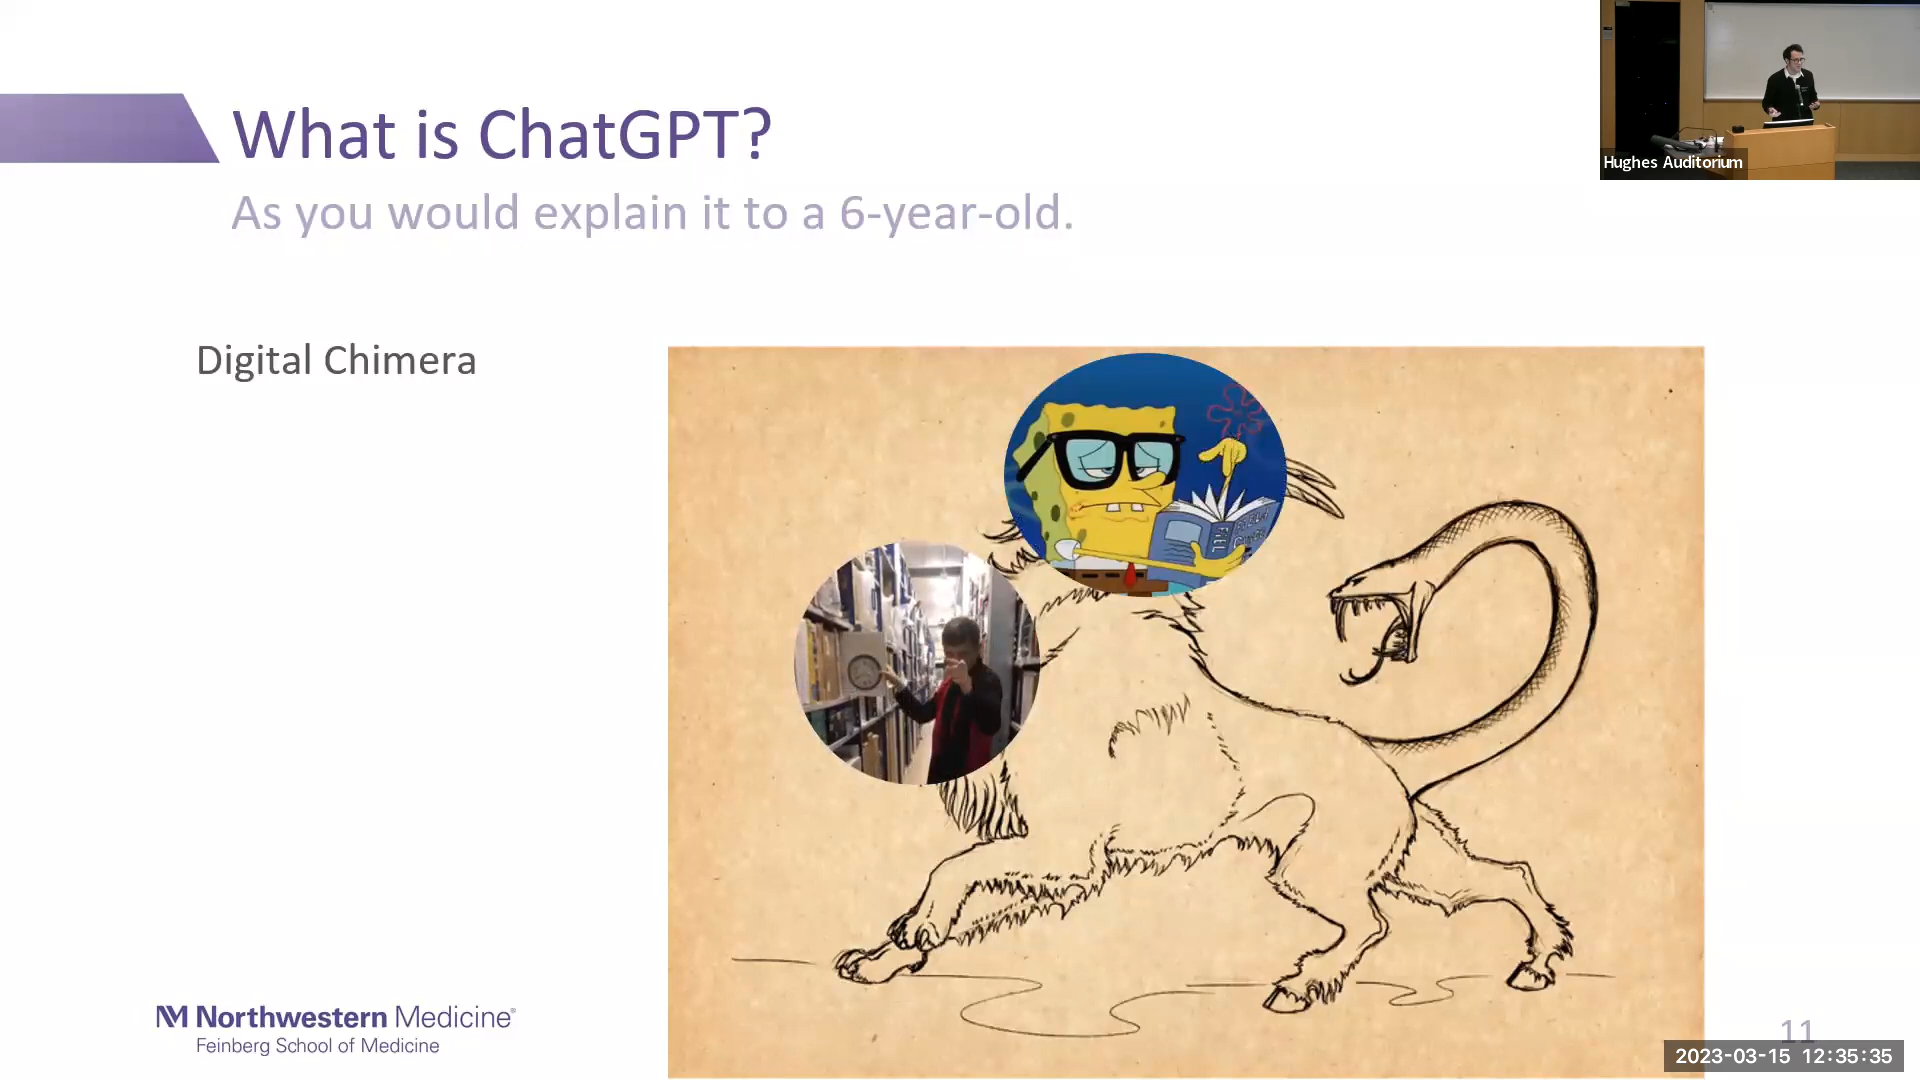 What is ChatGPT?
As you would explain it to a 6-year-old.
Hughes Auditorium
Digital Chimera
Northwestern Medicine®
Feinberg School of Medicine
11
2023-03-15 12:35:35